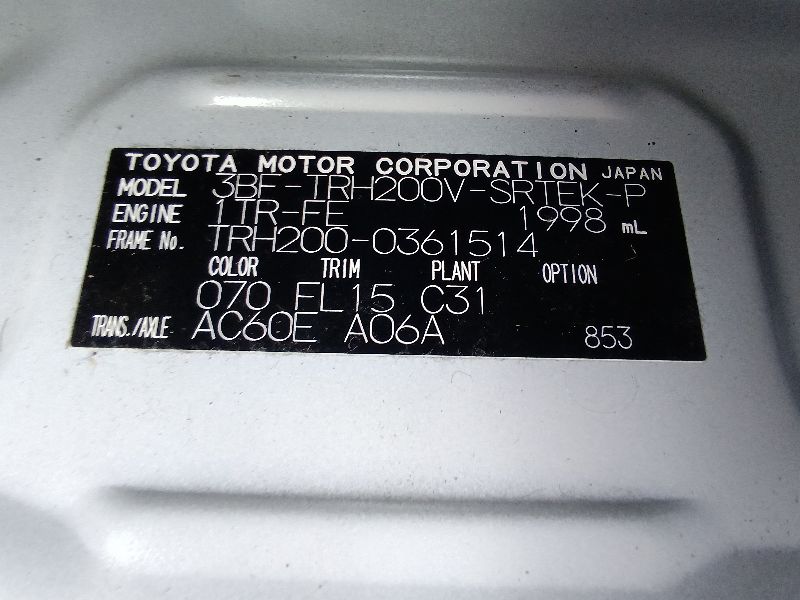 TOYOTA MOTOR CORPORATION JAPAN
MODEL 3BF-TRH200V-SRTEK-P
ENGINE 1TR-FE 1998 mL
FRAME No. TRH200-0361514
COLOR TRIM PLANT OPTION
070 FL15 C31
TRANS./AXLE AC60E A06A 853